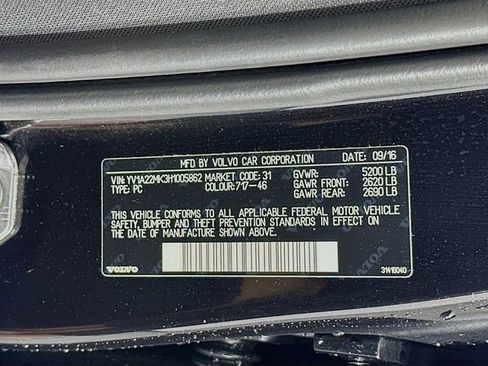 MFD BY VOLVO CAR CORPORATION DATE: 09/16
VIN: YV1A22MK3H1005862 MARKET CODE: 31 GVWR: 5200 LB
TYPE: PC COLOUR: 717-46 GAWR FRONT: 2620 LB
GAWR REAR: 2690 LB
THIS VEHICLE CONFORMS TO ALL APPLICABLE FEDERAL MOTOR VEHICLE
SAFETY, BUMPER AND THEFT PREVENTION STANDARDS IN EFFECT ON THE
DATE OF MANUFACTURE SHOWN ABOVE.
VOLVO 31416040